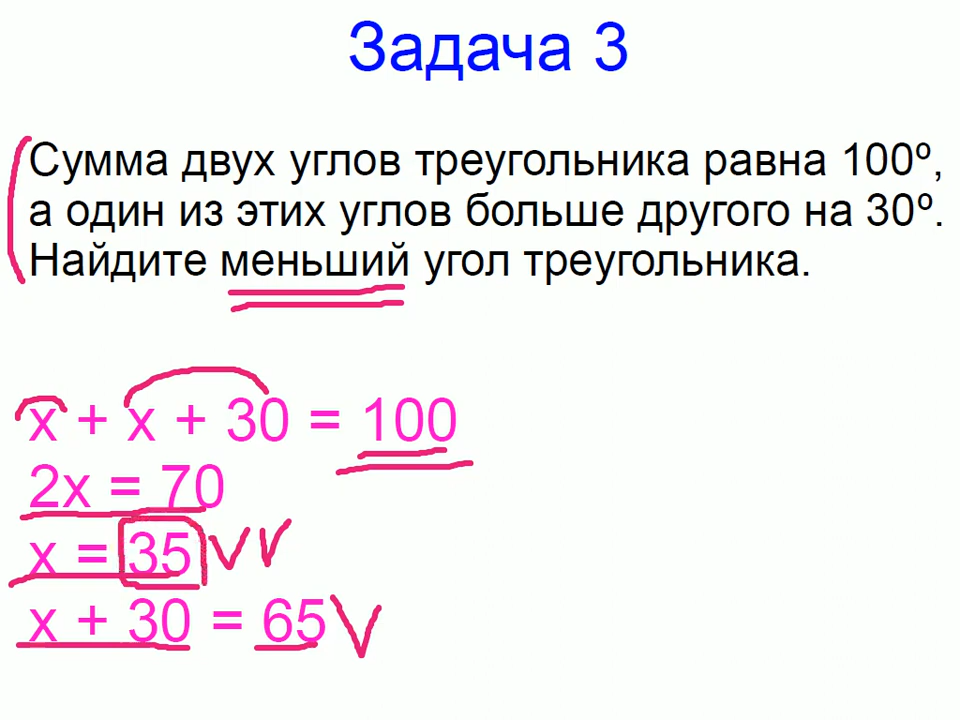 Задача 3
Сумма двух углов треугольника равна 100º,
а один из этих углов больше другого на 30º.
Найдите меньший угол треугольника.
х + х + 30 = 100
2х = 70
х = 35
х + 30 = 65